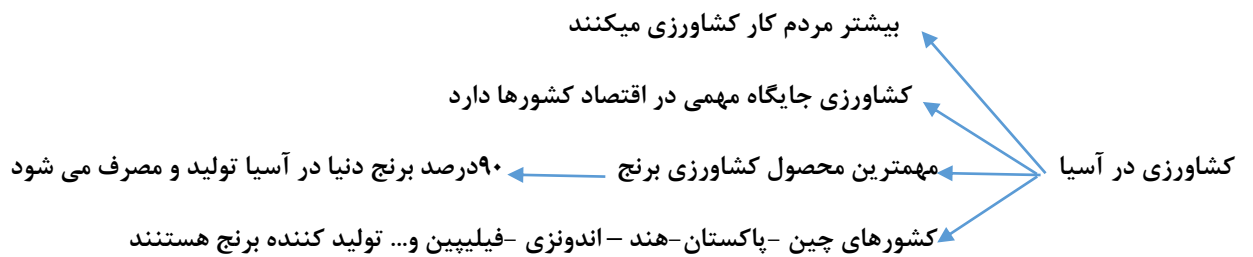 بیشتر مردم کار کشاورزی میکنند
کشاورزی جایگاه مهمی در اقتصاد کشورها دارد
کشاورزی در آسیا مهمترین محصول کشاورزی برنج ۹۰درصد برنج دنیا در آسیا تولید و مصرف می شود
کشورهای چین -پاکستان-هند – اندونزی -فیلیپین و... تولید کننده برنج هستنند